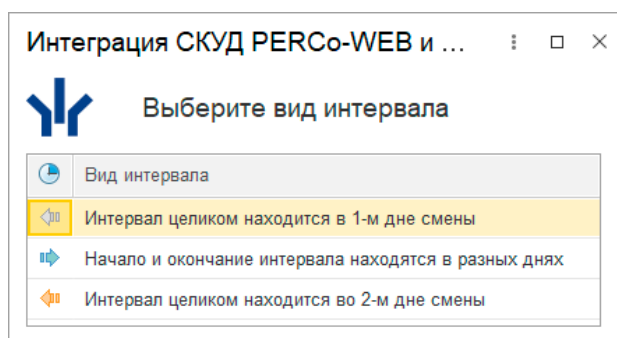 Интеграция СКУД PERCo-WEB и ...
Выберите вид интервала
Вид интервала
Интервал целиком находится в 1-м дне смены
Начало и окончание интервала находятся в разных днях
Интервал целиком находится во 2-м дне смены